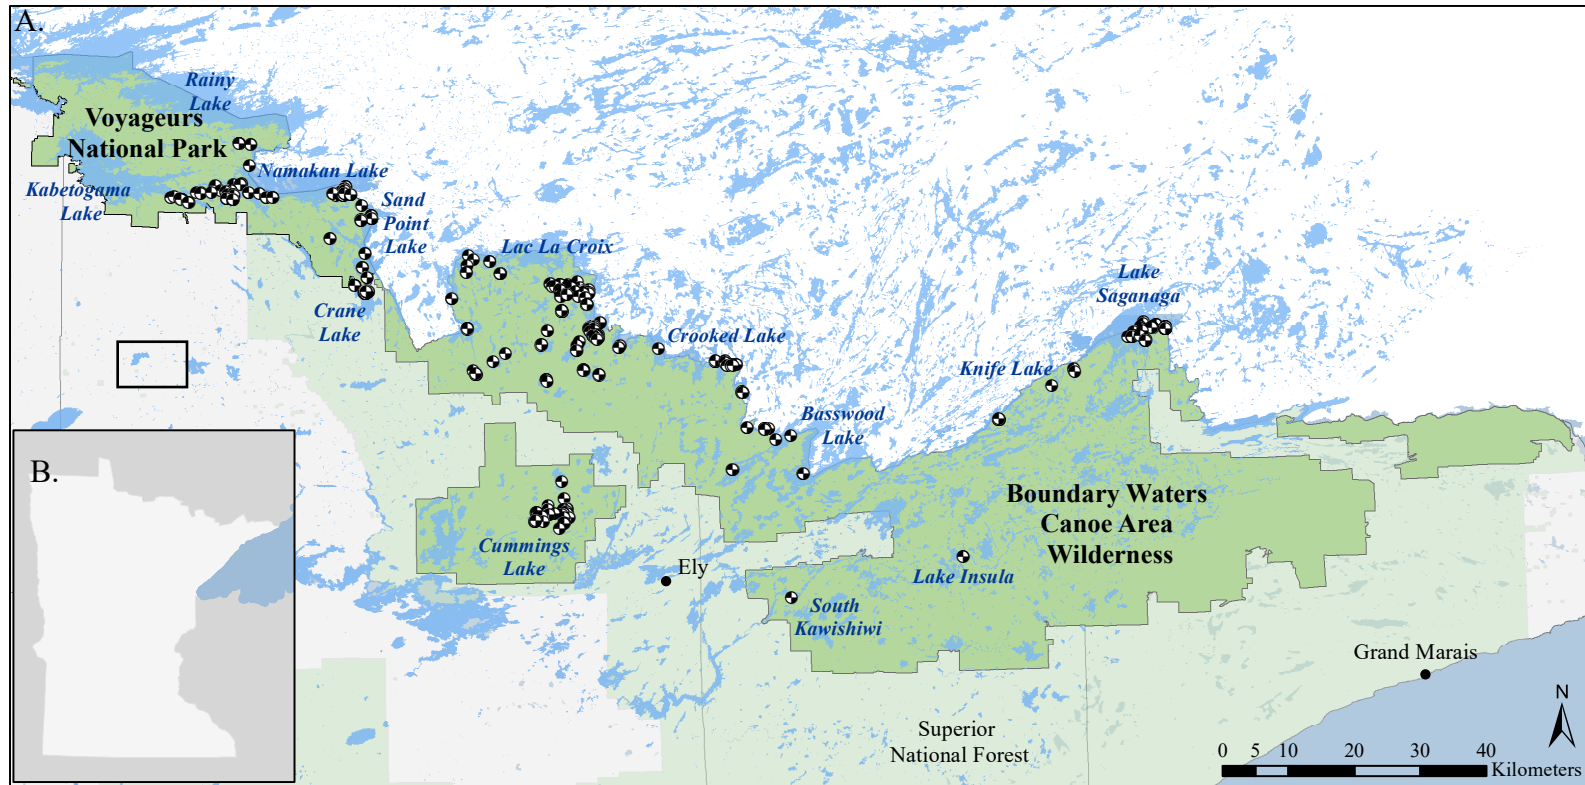 A.
Rainy
Lake
Voyageurs
National Park
Namakan Lake
Kabetogama
Lake
Sand
Point
Lake
Lac La Croix
Crane
Lake
Crooked Lake
Lake
Saganaga
Knife Lake
Basswood
Lake
B.
Boundary Waters
Canoe Area
Wilderness
Cummings
Lake
Ely
Lake Insula
South
Kawishiwi
Grand Marais
Superior
National Forest
N
0 5 10 20 30 40
Kilometers